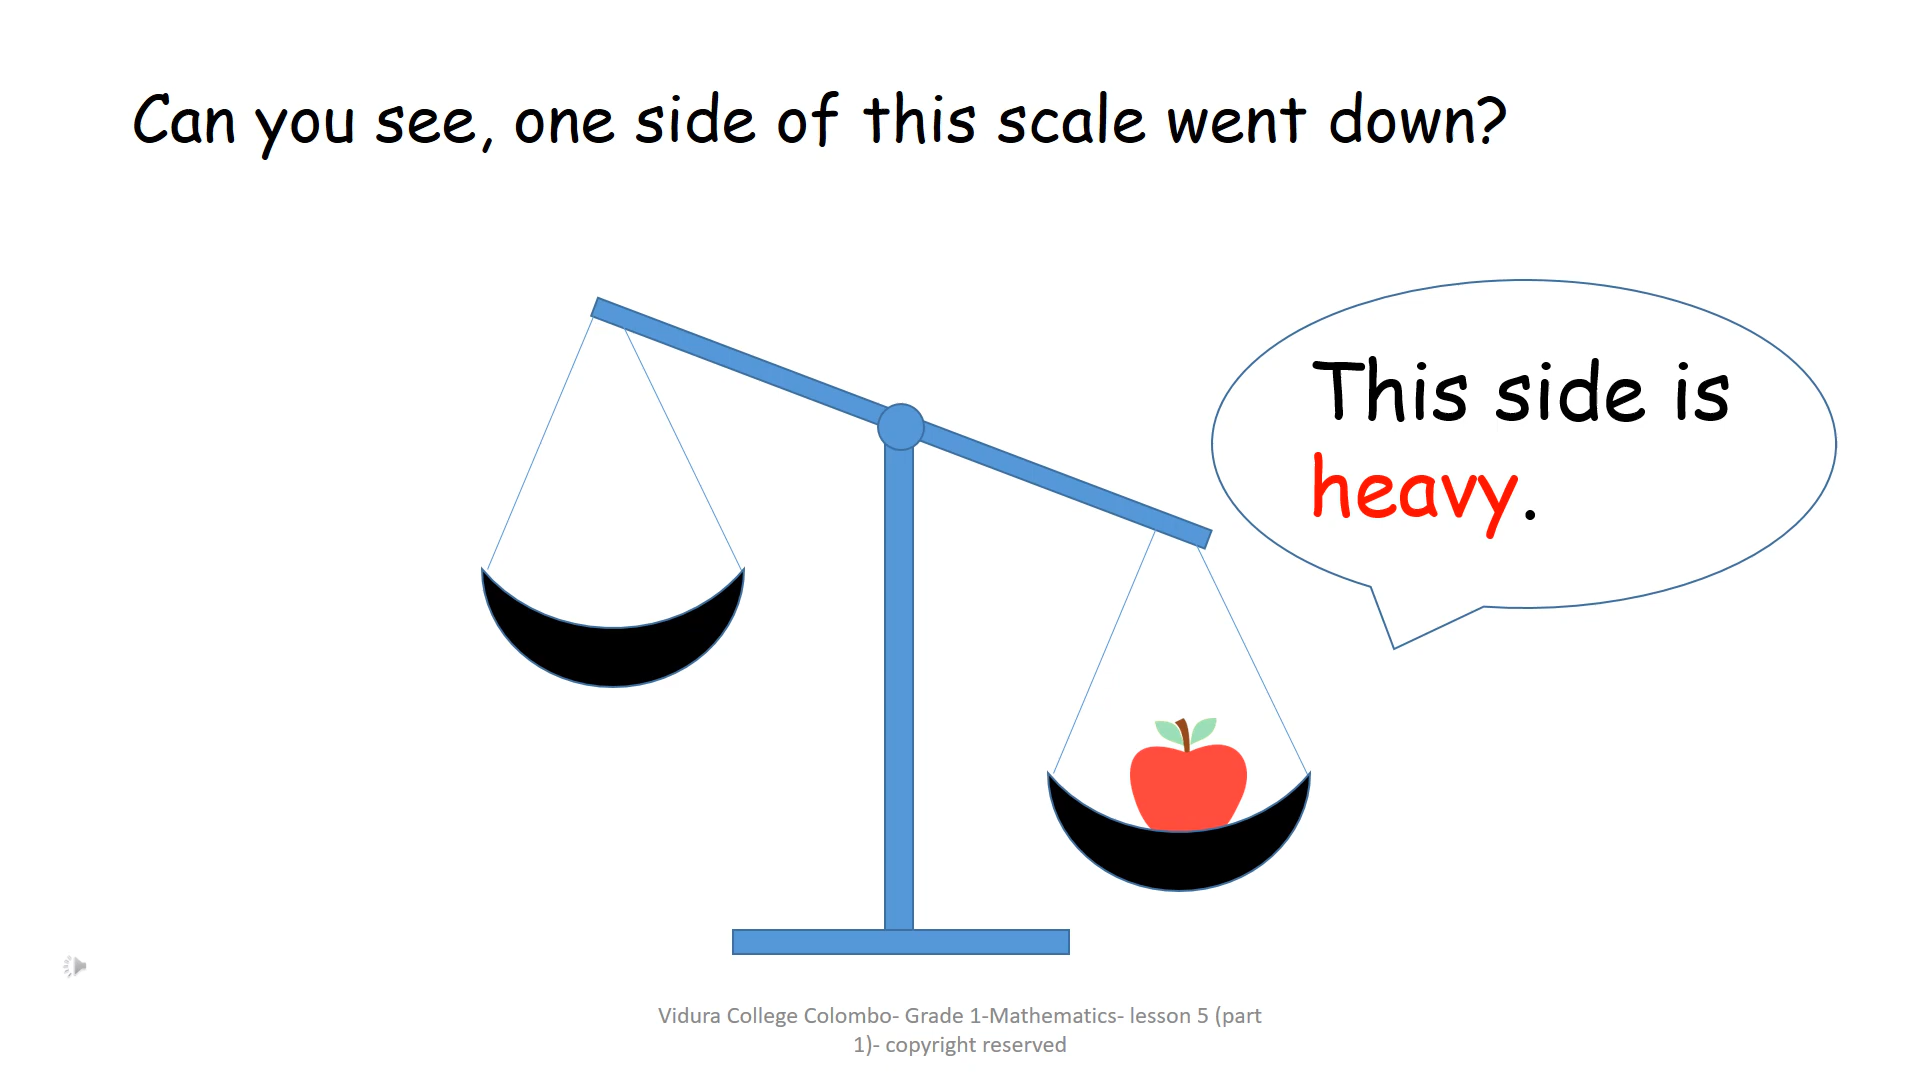 Can you see, one side of this scale went down?
This side is
heavy.
Vidura College Colombo- Grade 1-Mathematics- lesson 5 (part
1)- copyright reserved